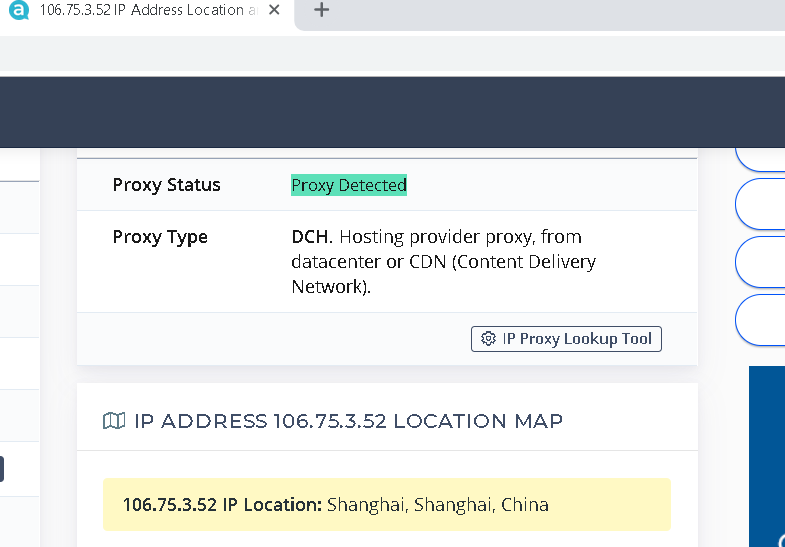 106.75.3.52 IP Address Location a
Proxy Status
Proxy Detected
Proxy Type
DCH. Hosting provider proxy, from
datacenter or CDN (Content Delivery
Network).
IP Proxy Lookup Tool
IP ADDRESS 106.75.3.52 LOCATION MAP
106.75.3.52 IP Location: Shanghai, Shanghai, China